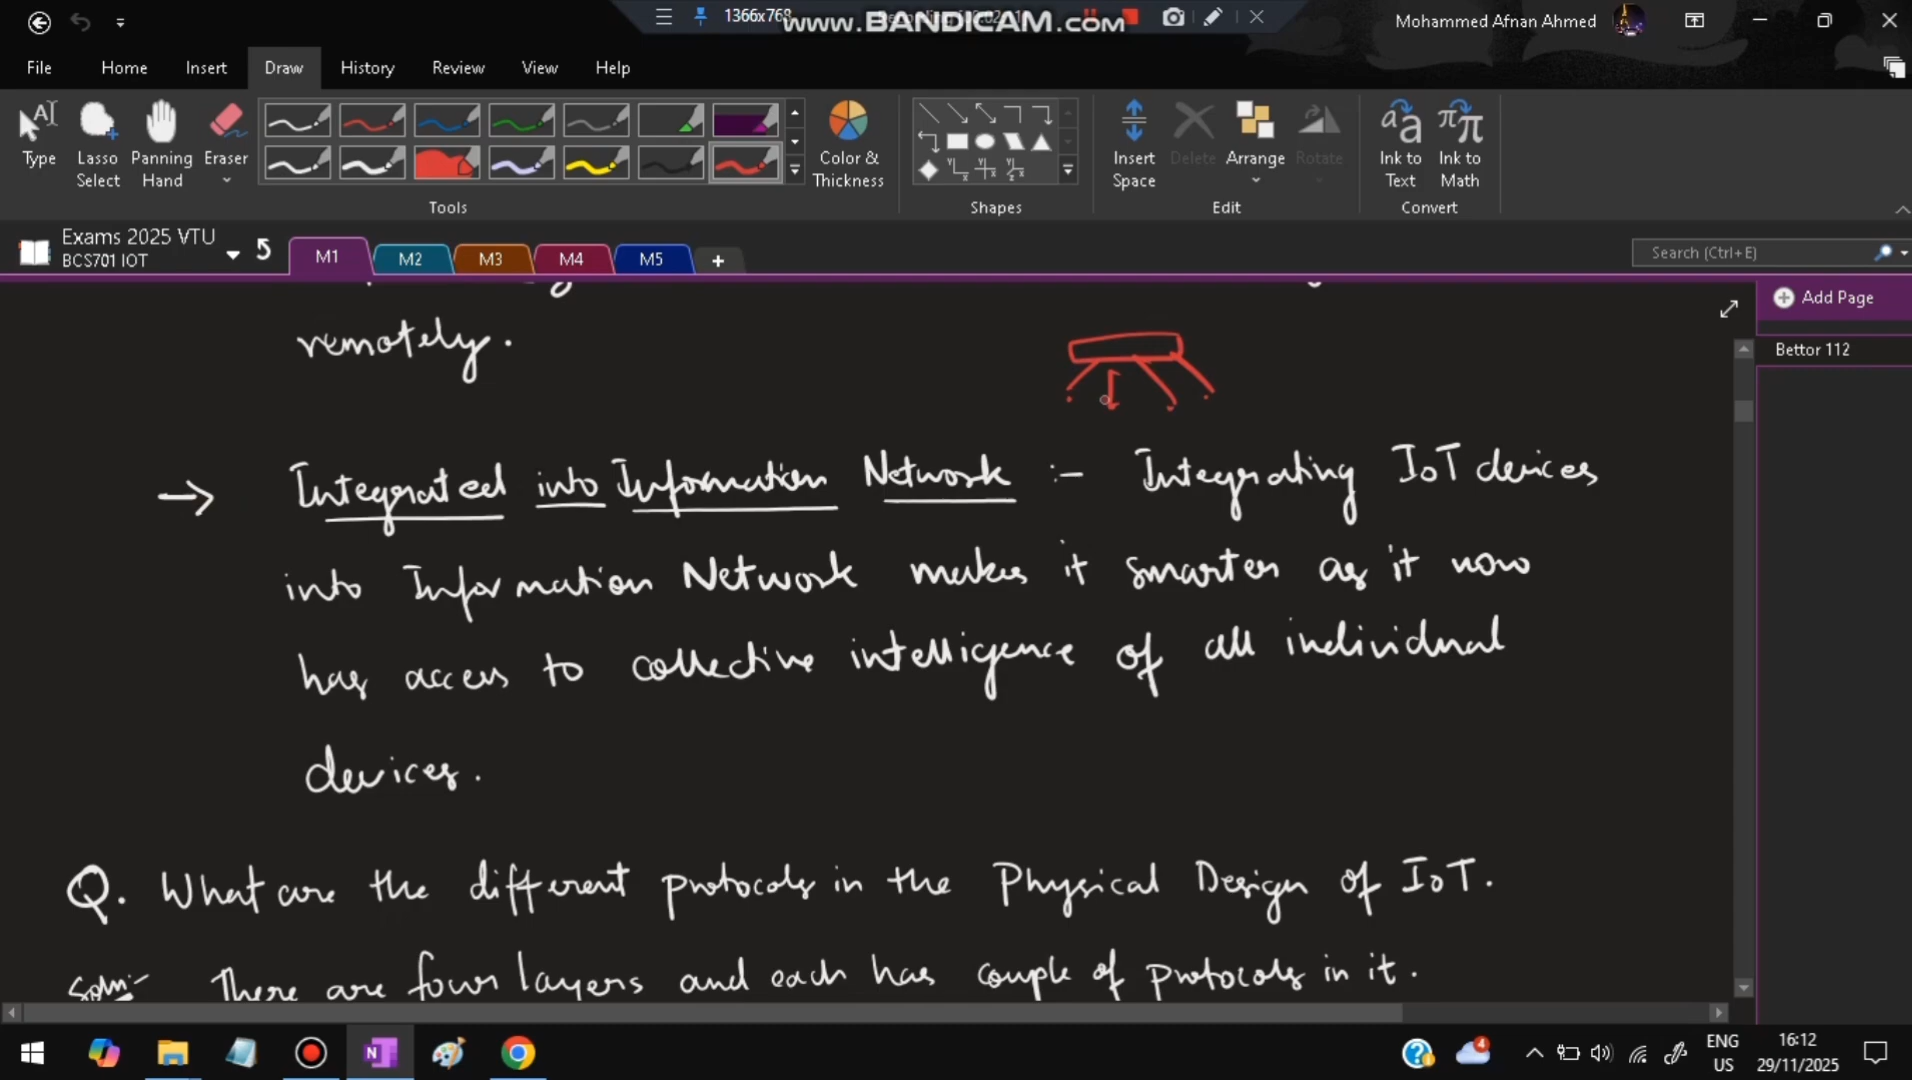 1366x768
www.BANDICAM.com
Mohammed Afnan Ahmed
File Home Insert Draw History Review View Help
Type
Lasso Select
Panning Hand
Eraser
Color & Thickness
Insert Space
Delete
Arrange
Rotate
Ink to Text
Ink to Math
Tools
Shapes
Edit
Convert
Exams 2025 VTU
BCS701 IOT
M1 M2 M3 M4 M5 +
Search (Ctrl+E)
Add Page
Bettor 112
remotely.
→ Integrated into Information Network :- Integrating IoT devices
into Information Network makes it smarter as it now
has access to collective intelligence of all individual
devices.
Q. What are the different protocols in the Physical Design of IoT.
Soln:- There are four layers and each has couple of protocols in it.
4
ENG
US
16:12
29/11/2025